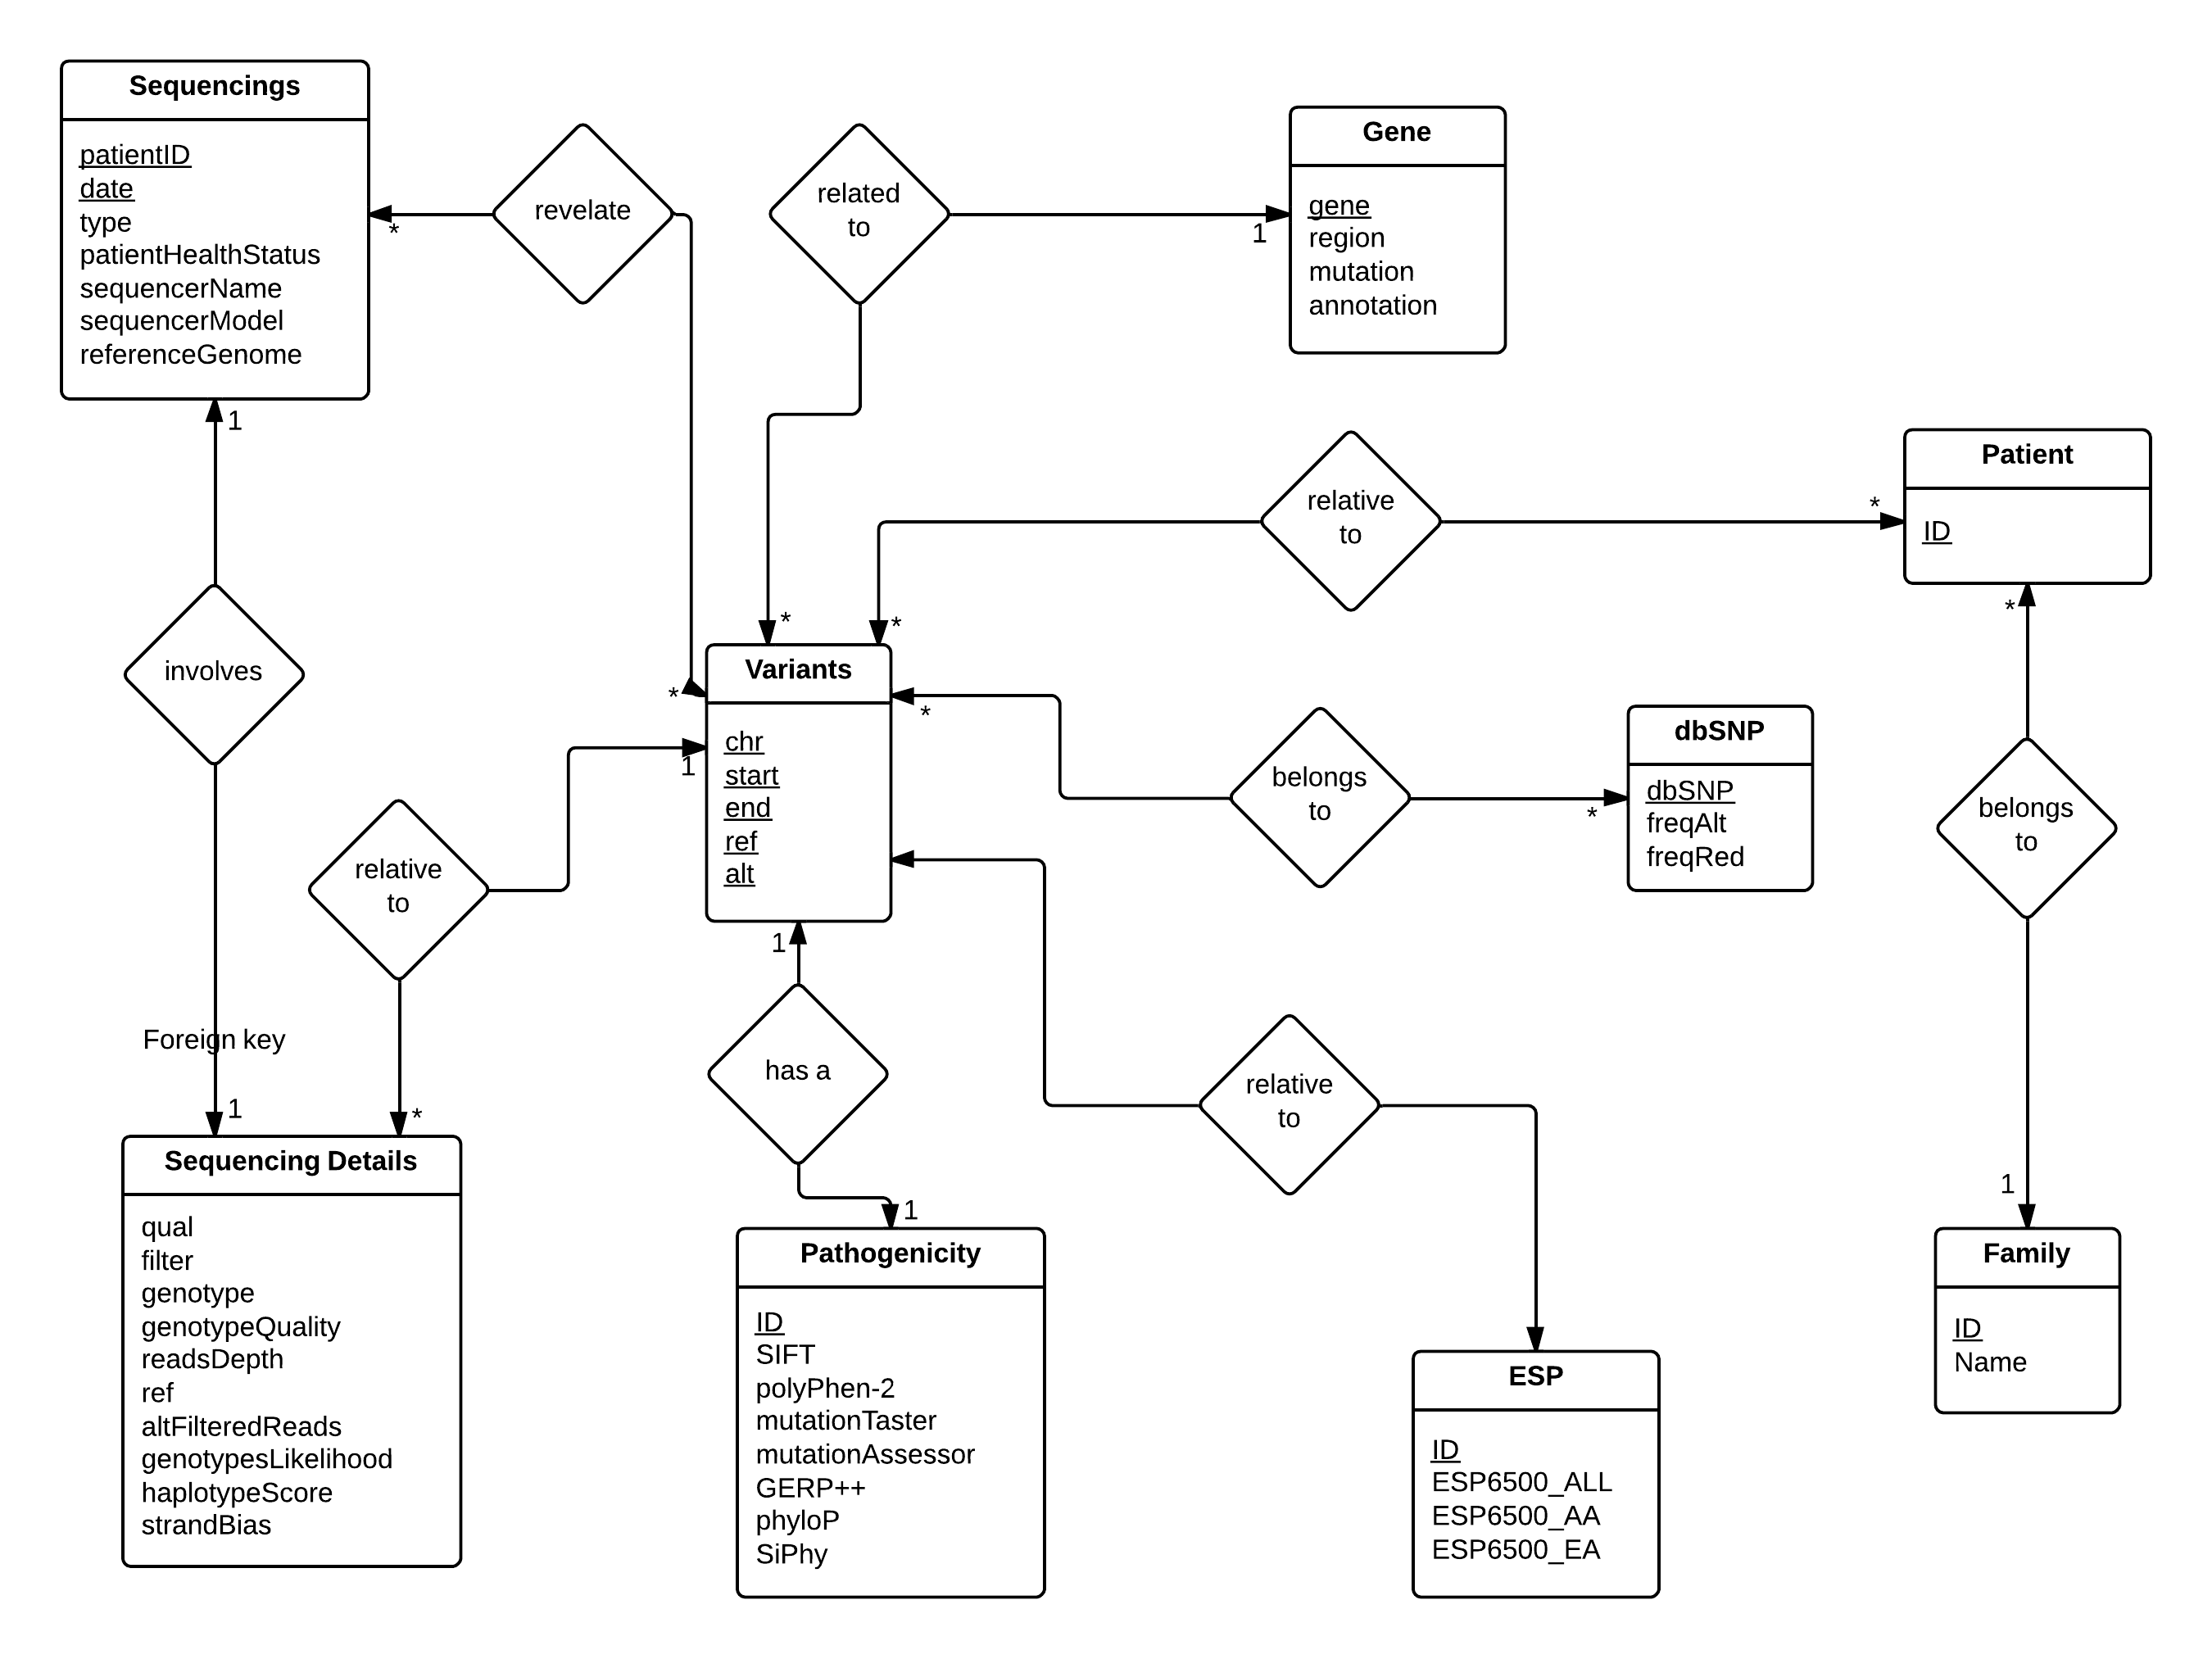 Sequencings
patientID
date
type
patientHealthStatus
sequencerName
sequencerModel
referenceGenome
1
*
revelate
related
to
1
Gene
gene
region
mutation
annotation
relative
to
*
Patient
ID
*
*
*
*
Variants
chr
start
end
ref
alt
1
*
1
involves
relative
to
belongs
to
*
dbSNP
dbSNP
freqAlt
freqRed
belongs
to
1
Foreign key
1
*
has a
1
relative
to
Sequencing Details
qual
filter
genotype
genotypeQuality
readsDepth
ref
altFilteredReads
genotypesLikelihood
haplotypeScore
strandBias
Pathogenicity
ID
SIFT
polyPhen-2
mutationTaster
mutationAssessor
GERP++
phyloP
SiPhy
ESP
ID
ESP6500_ALL
ESP6500_AA
ESP6500_EA
Family
ID
Name